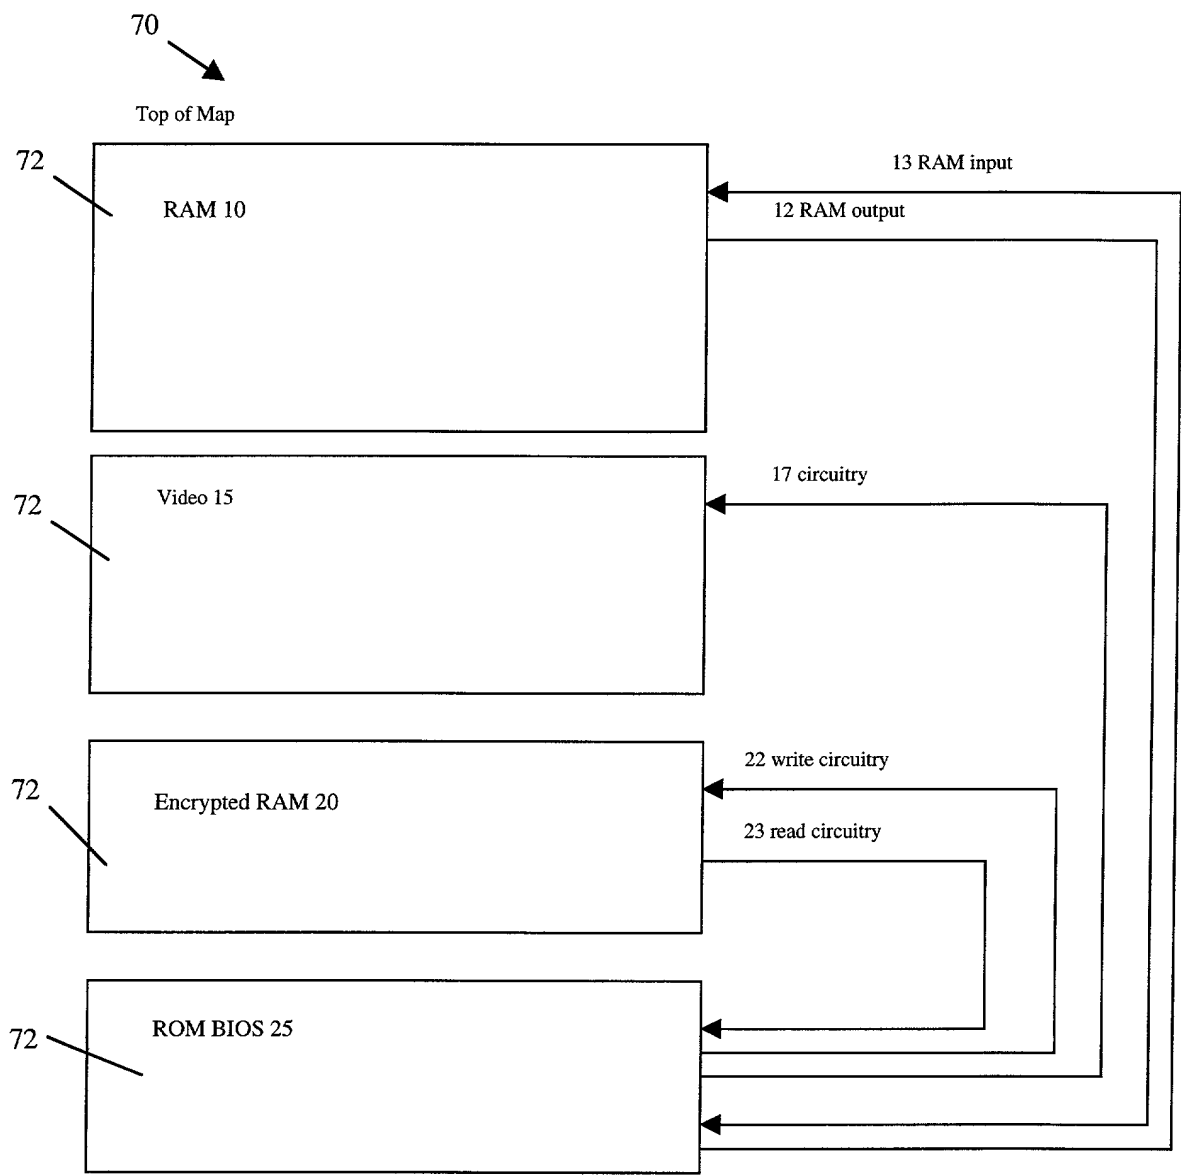 70
Top of Map
72
RAM 10
13 RAM input
12 RAM output
72
Video 15
17 circuitry
72
Encrypted RAM 20
22 write circuitry
23 read circuitry
72
ROM BIOS 25